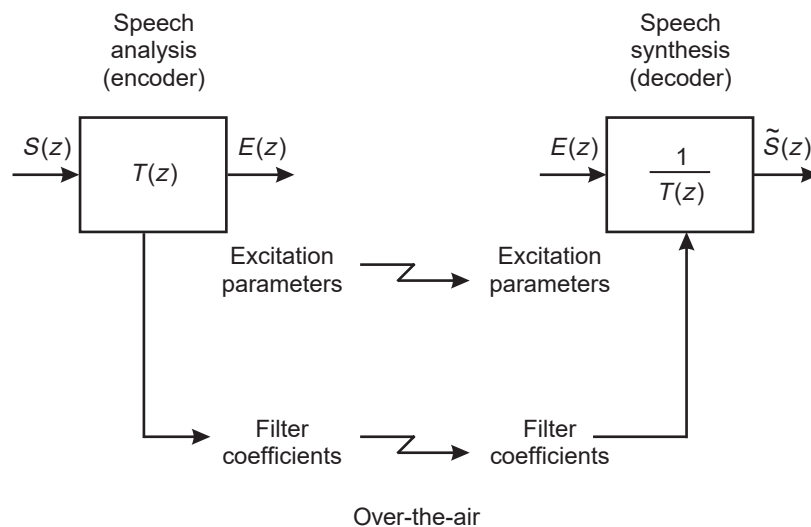 Speech
analysis
(encoder)
Speech
synthesis
(decoder)
S(z)
T(z)
E(z)
E(z)
1
T(z)
S̃(z)
Excitation
parameters
Excitation
parameters
Filter
coefficients
Filter
coefficients
Over-the-air